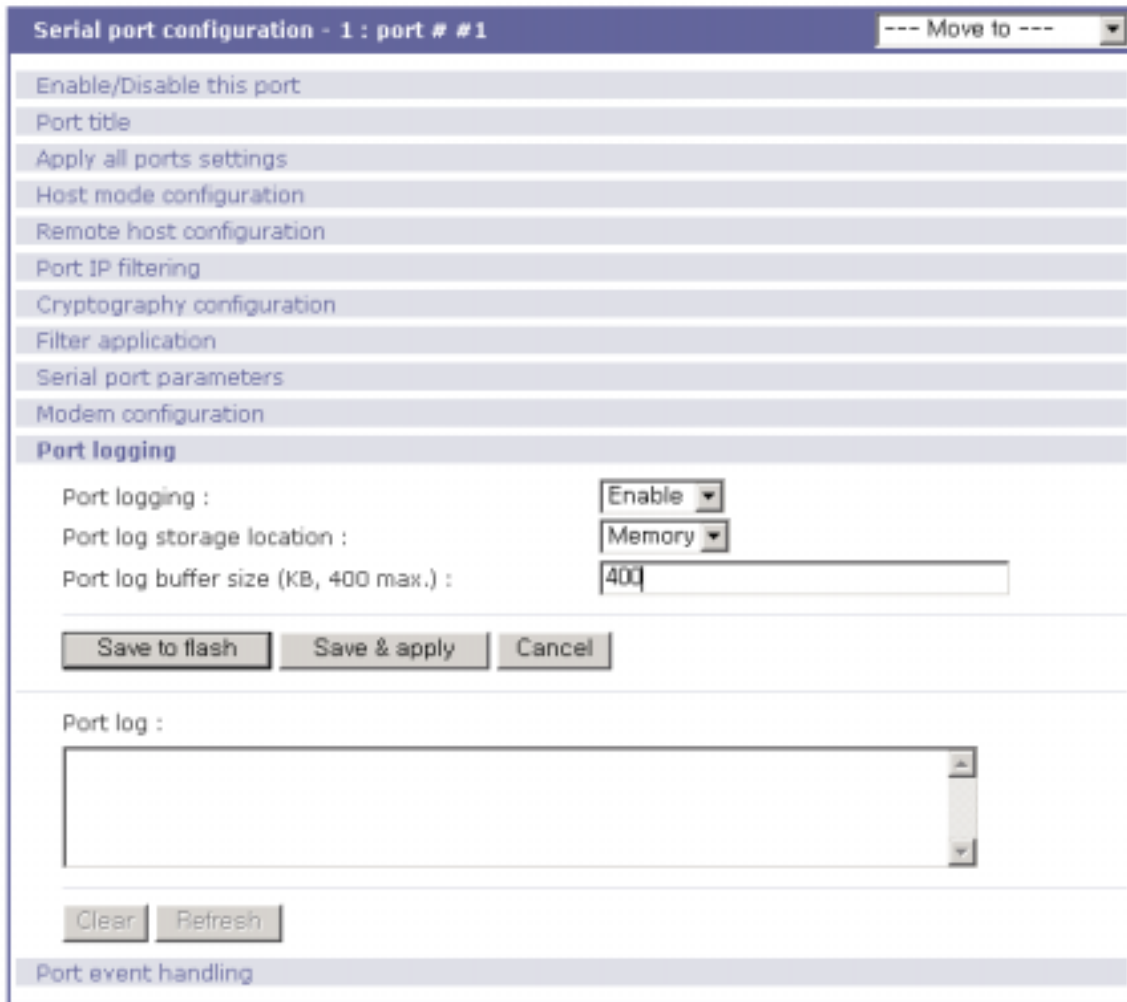 Serial port configuration - 1 : port # #1 --- Move to ---
Enable/Disable this port
Port title
Apply all ports settings
Host mode configuration
Remote host configuration
Port IP filtering
Cryptography configuration
Filter application
Serial port parameters
Modem configuration
Port logging
Port logging : Enable
Port log storage location : Memory
Port log buffer size (KB, 400 max.) : 400
Save to flash Save & apply Cancel
Port log :
Clear Refresh
Port event handling